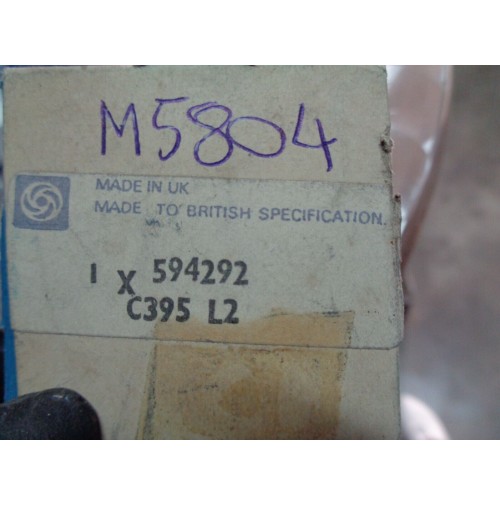 M5804
MADE IN UK
MADE TO BRITISH SPECIFICATION.
1 X 594292
C395 L2